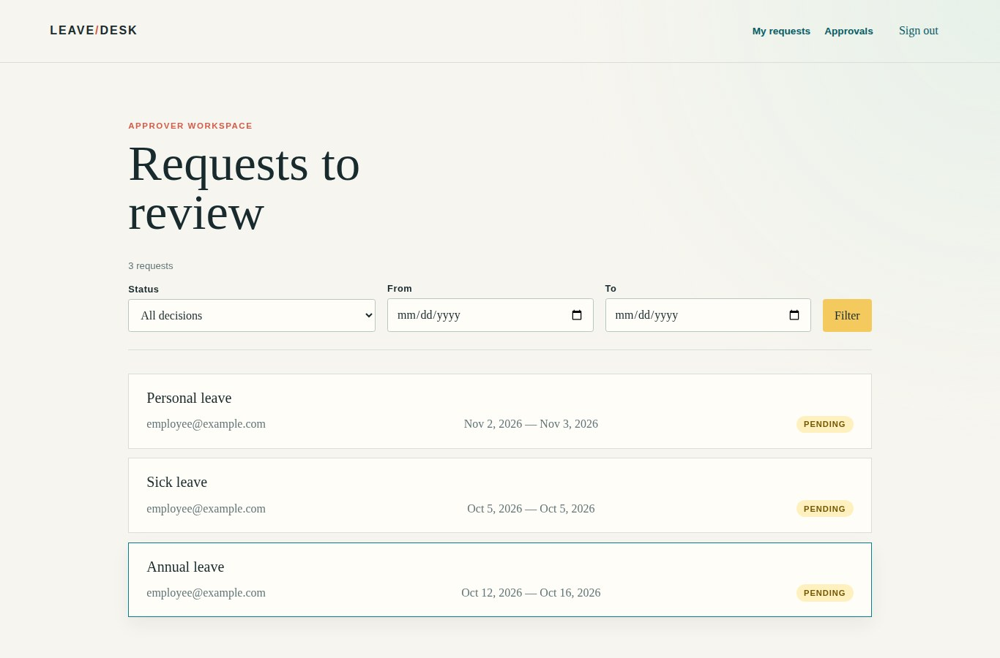 LEAVE/DESK
My requests Approvals Sign out
APPROVER WORKSPACE
Requests to
review
3 requests
Status From To
All decisions mm/dd/yyyy mm/dd/yyyy Filter
Personal leave
employee@example.com Nov 2, 2026 — Nov 3, 2026 PENDING
Sick leave
employee@example.com Oct 5, 2026 — Oct 5, 2026 PENDING
Annual leave
employee@example.com Oct 12, 2026 — Oct 16, 2026 PENDING